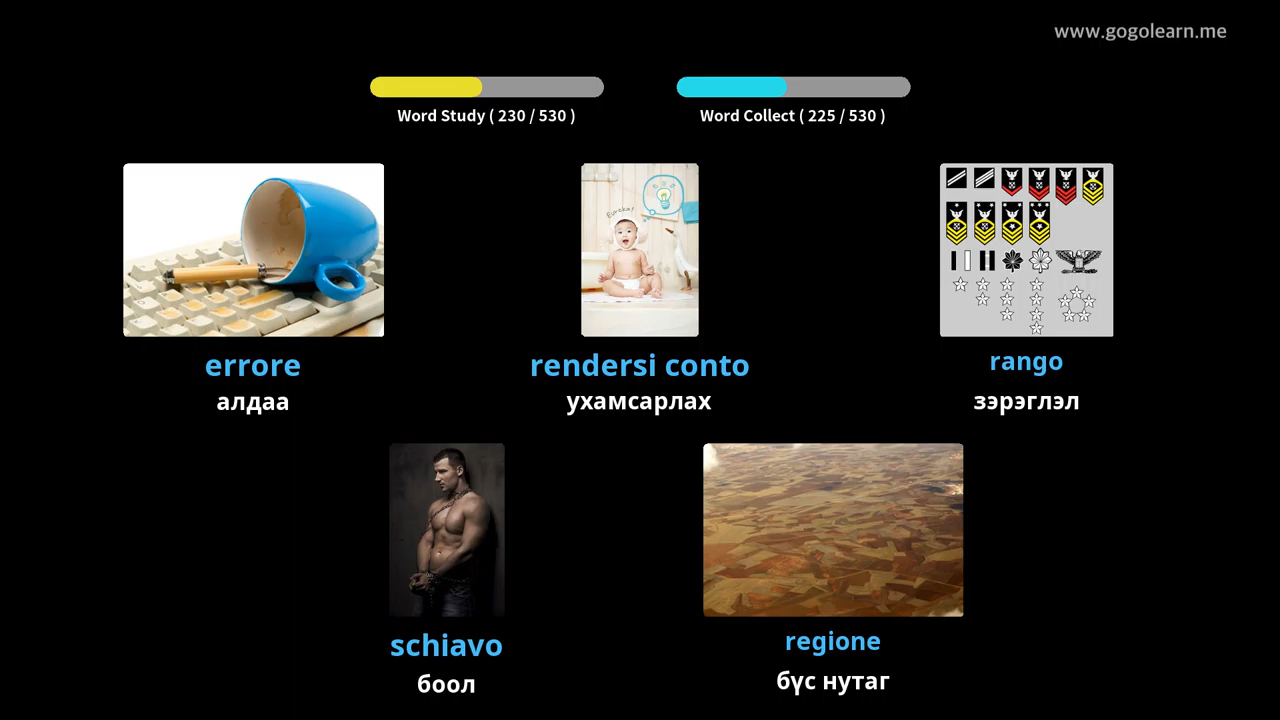 www.gogolearn.me
Word Study ( 230 / 530 )
Word Collect ( 225 / 530 )
Eureka!
errore
rendersi conto
rango
алдаа
ухамсарлах
зэрэглэл
schiavo
regione
боол
бүс нутаг